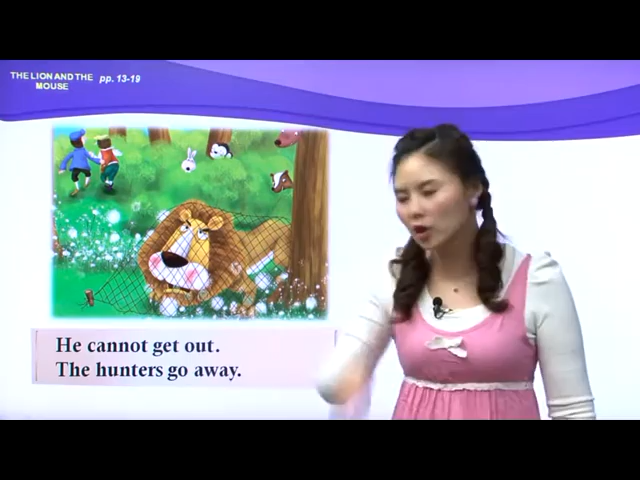 THE LION AND THE
MOUSE
pp. 13-19
He cannot get out.
The hunters go away.